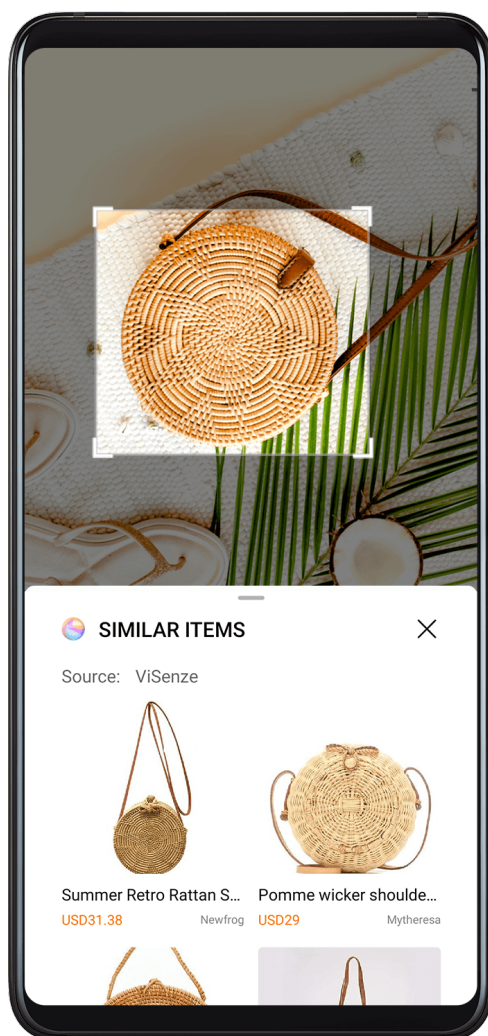 SIMILAR ITEMS
Source: ViSenze
Summer Retro Rattan S...
USD31.38 Newfrog
Pomme wicker shoulde...
USD29 Mytheresa